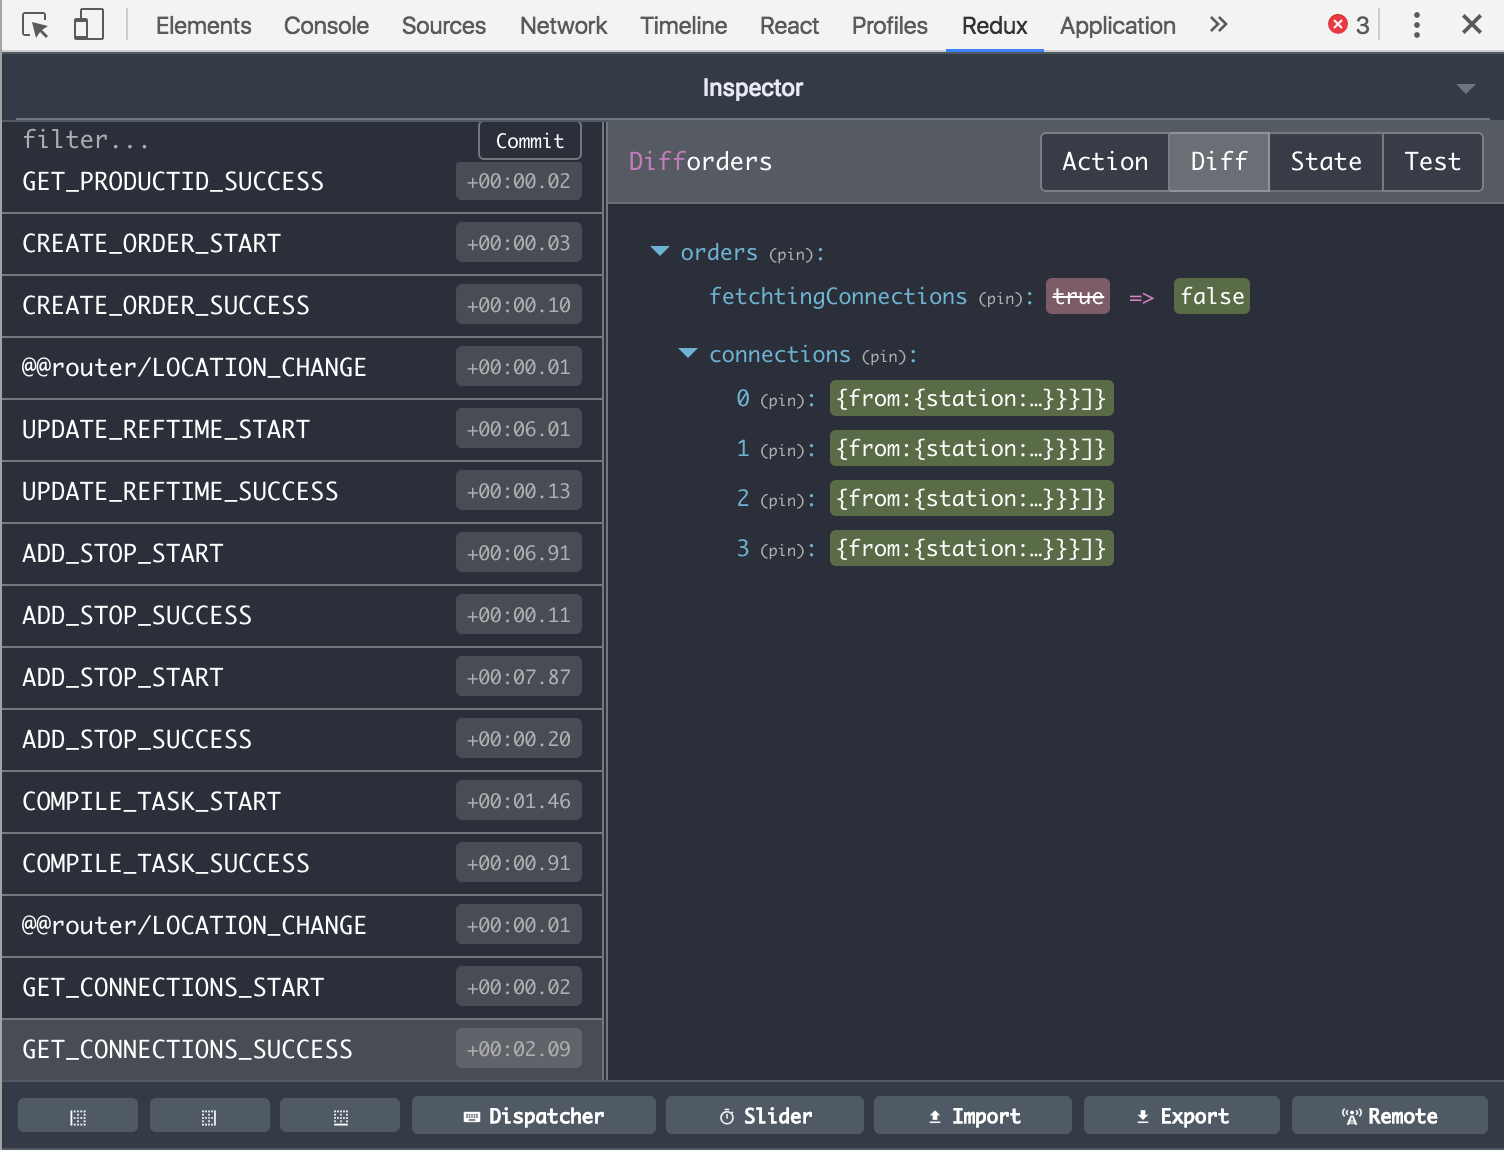 Elements Console Sources Network Timeline React Profiles Redux Application » 3
Inspector
filter... Commit
GET_PRODUCTID_SUCCESS +00:00.02
CREATE_ORDER_START +00:00.03
CREATE_ORDER_SUCCESS +00:00.10
@@router/LOCATION_CHANGE +00:00.01
UPDATE_REFTIME_START +00:06.01
UPDATE_REFTIME_SUCCESS +00:00.13
ADD_STOP_START +00:06.91
ADD_STOP_SUCCESS +00:00.11
ADD_STOP_START +00:07.87
ADD_STOP_SUCCESS +00:00.20
COMPILE_TASK_START +00:01.46
COMPILE_TASK_SUCCESS +00:00.91
@@router/LOCATION_CHANGE +00:00.01
GET_CONNECTIONS_START +00:00.02
GET_CONNECTIONS_SUCCESS +00:02.09
Difforders Action Diff State Test
orders (pin):
fetchtingConnections (pin): true => false
connections (pin):
0 (pin): {from:{station:…}}}]}
1 (pin): {from:{station:…}}}]}
2 (pin): {from:{station:…}}}]}
3 (pin): {from:{station:…}}}]}
Dispatcher Slider Import Export Remote